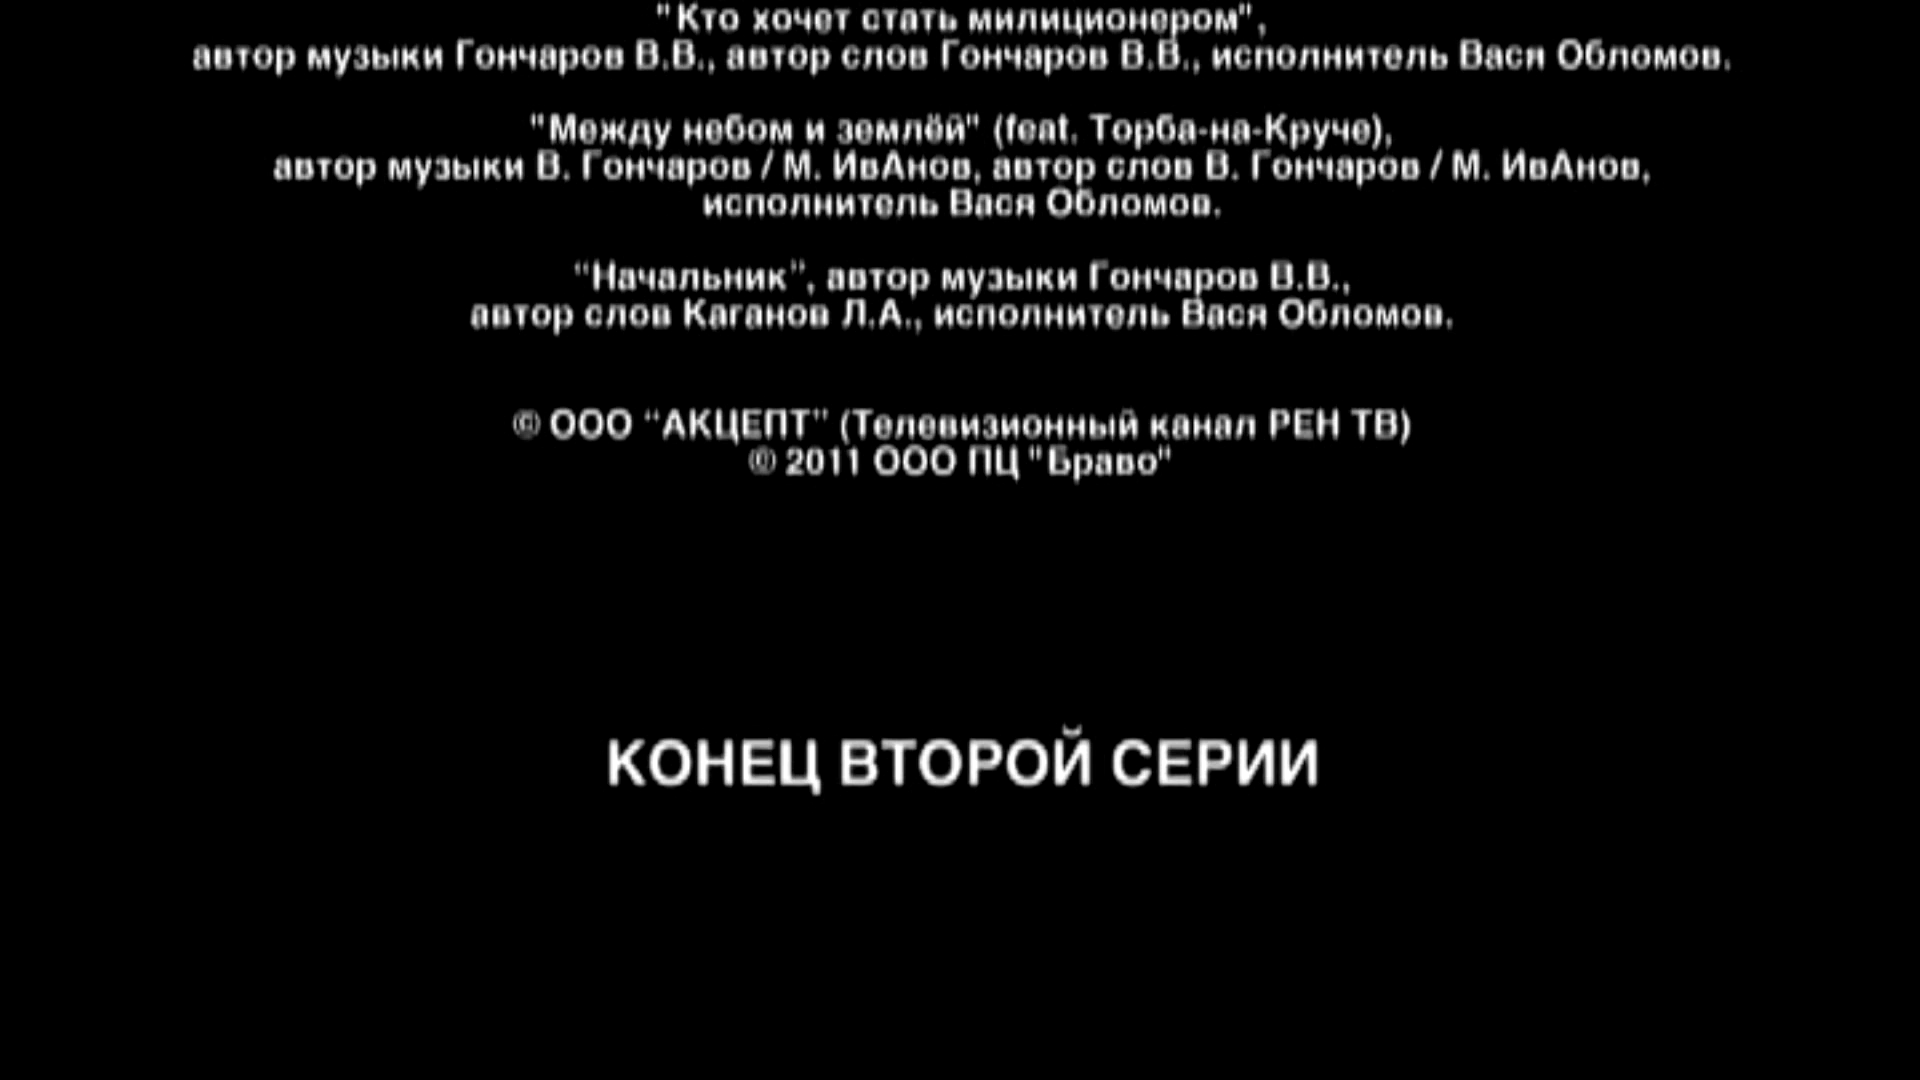 "Кто хочет стать милиционером",
автор музыки Гончаров В.В., автор слов Гончаров В.В., исполнитель Вася Обломов.
"Между небом и землёй" (feat. Торба-на-Круче),
автор музыки В. Гончаров / М. ИвАнов, автор слов В. Гончаров / М. ИвАнов,
исполнитель Вася Обломов.
"Начальник", автор музыки Гончаров В.В.,
автор слов Каганов Л.А., исполнитель Вася Обломов.
© ООО "АКЦЕПТ" (Телевизионный канал РЕН ТВ)
© 2011 ООО ПЦ "Браво"
КОНЕЦ ВТОРОЙ СЕРИИ